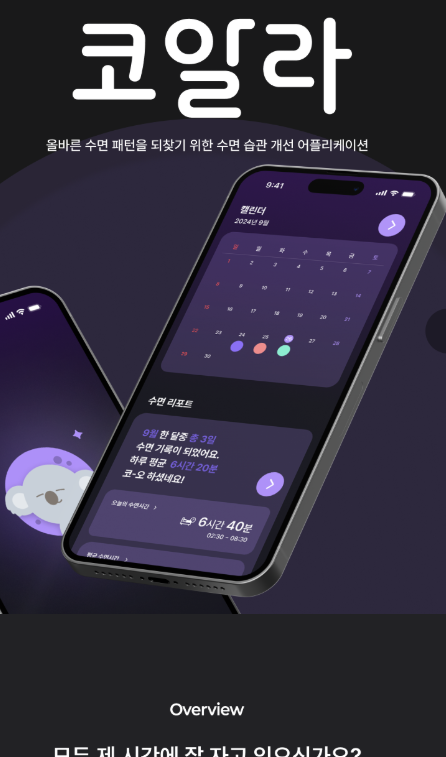 코알라
올바른 수면 패턴을 되찾기 위한 수면 습관 개선 어플리케이션
9:41
캘린더
2024년 9월
일 월 화 수 목 금 토
1 2 3 4 5 6 7
8 9 10 11 12 13 14
15 16 17 18 19 20 21
22 23 24 25 26 27 28
29 30
수면 리포트
9월 한 달중 총 3일
수면 기록이 되었어요.
하루 평균 6시간 20분
코-오 하셨네요!
오늘의 수면시간 >
6시간 40분
02:30 - 08:30
평균 수면시간 >
Overview
모두 제 시간에 잘 자고 있으신가요?